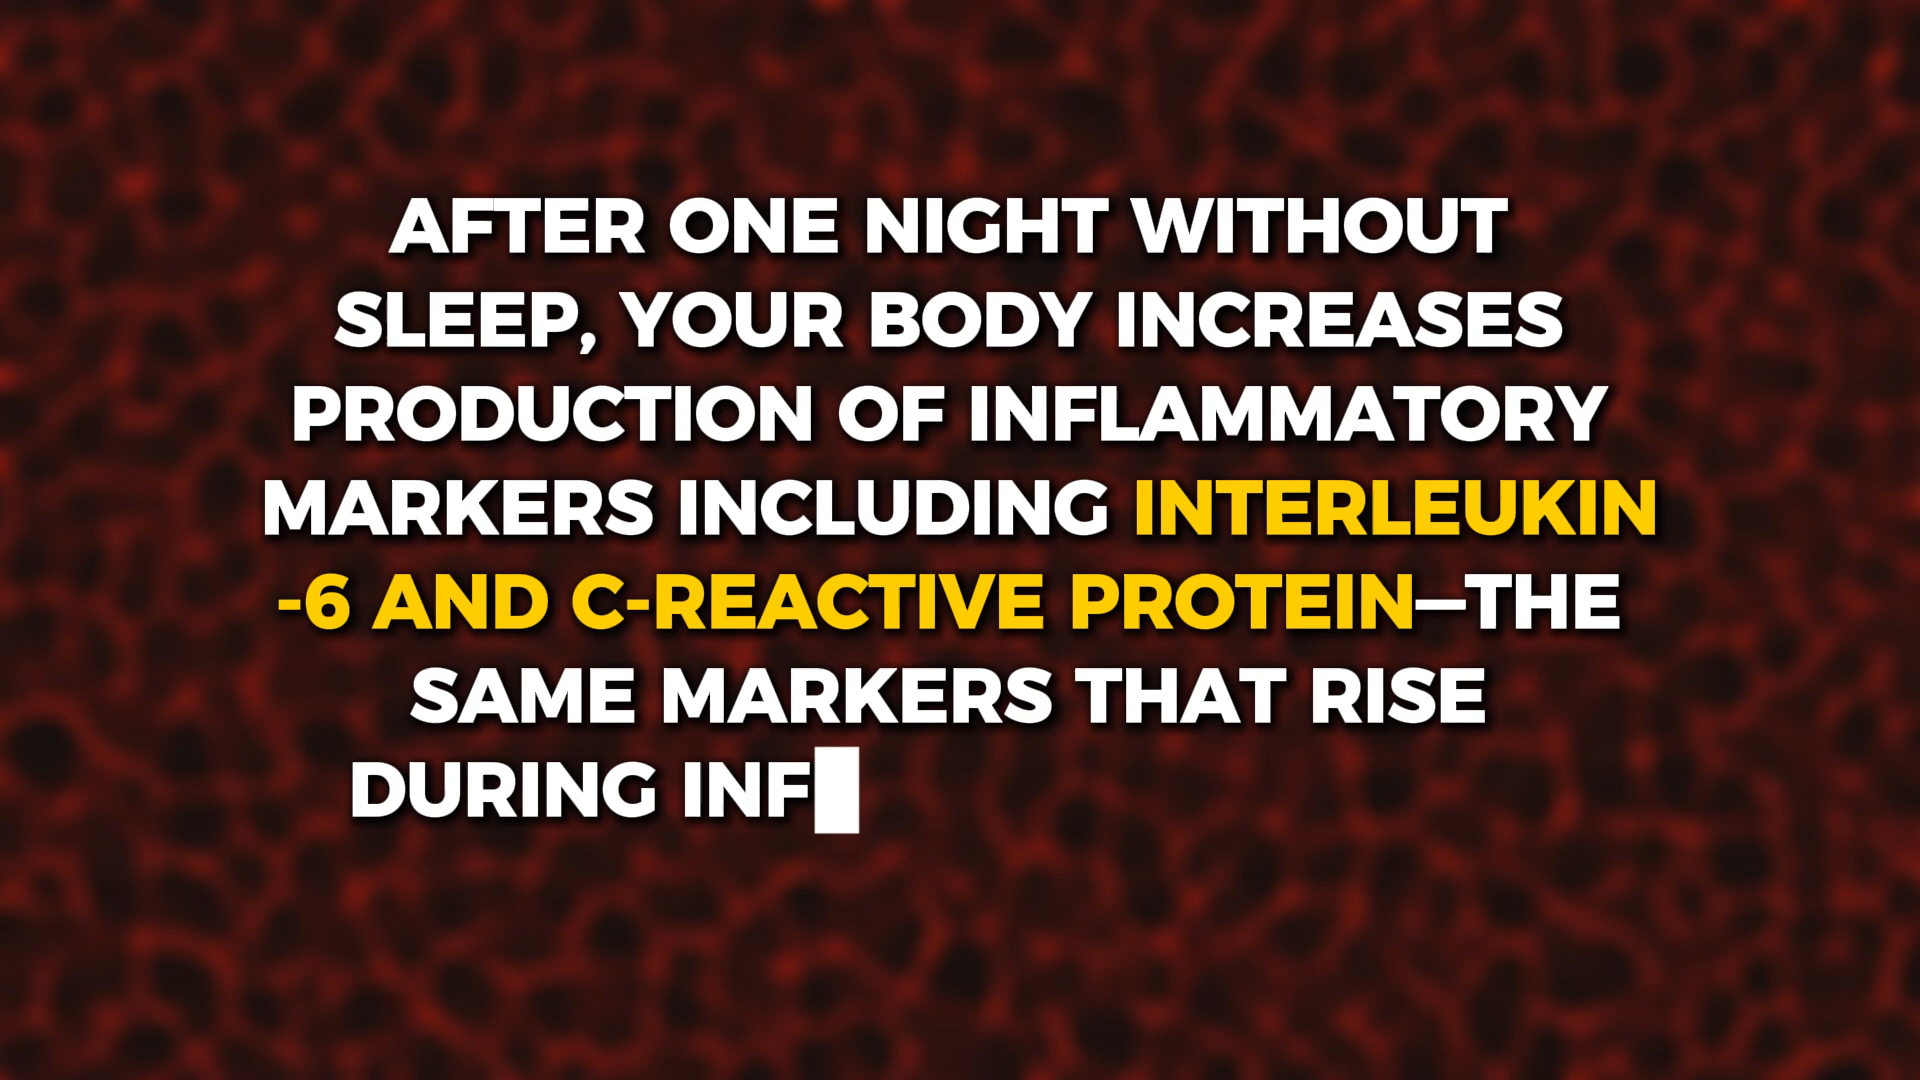 AFTER ONE NIGHT WITHOUT
SLEEP, YOUR BODY INCREASES
PRODUCTION OF INFLAMMATORY
MARKERS INCLUDING INTERLEUKIN
-6 AND C-REACTIVE PROTEIN—THE
SAME MARKERS THAT RISE
DURING INF